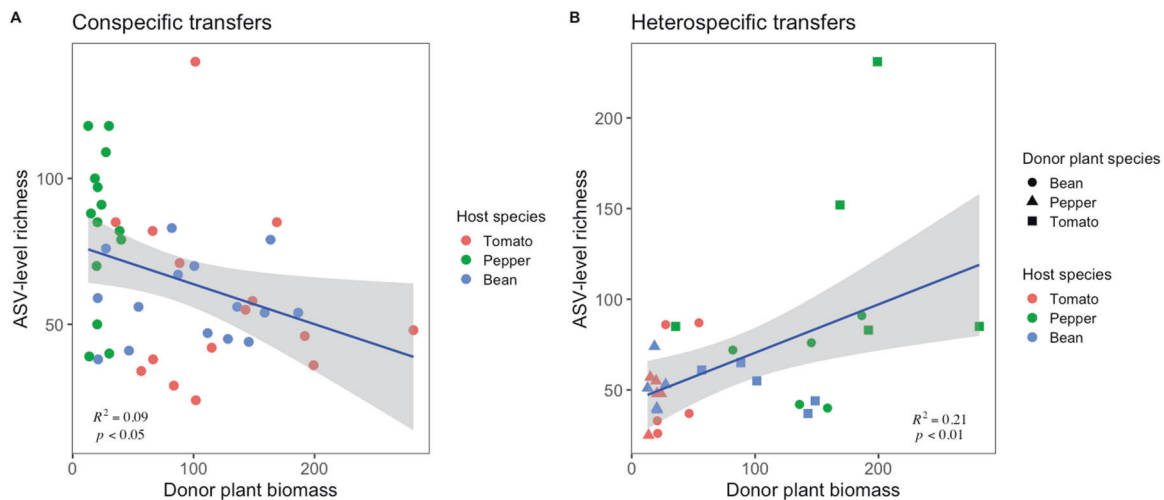 A
Conspecific transfers
ASV-level richness
100
50
R² = 0.09
p < 0.05
0
100
200
Donor plant biomass
Host species
Tomato
Pepper
Bean
B
Heterospecific transfers
ASV-level richness
200
150
100
50
R² = 0.21
p < 0.01
0
100
200
Donor plant biomass
Donor plant species
Bean
Pepper
Tomato
Host species
Tomato
Pepper
Bean